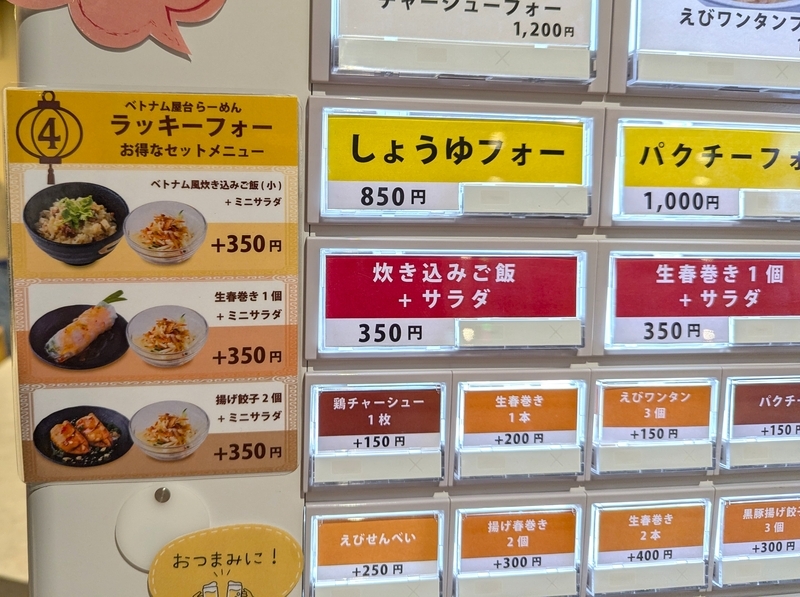 ベトナム屋台らーめん
4
ラッキーフォー
お得なセットメニュー
ベトナム風炊き込みご飯(小)
+ミニサラダ
+350円
生春巻き1個
+ミニサラダ
+350円
揚げ餃子2個
+ミニサラダ
+350円
おつまみに!
チャーシューフォー
1,200円
えびワンタンフ
しょうゆフォー
850円
パクチーフォ
1,000円
炊き込みご飯
+サラダ
350円
生春巻き1個
+サラダ
350円
鶏チャーシュー
1枚
+150円
生春巻き
1本
+200円
えびワンタン
3個
+150円
パクチー
+150円
えびせんべい
+250円
揚げ春巻き
2個
+300円
生春巻き
2本
+400円
黒豚揚げ餃子
3個
+300円